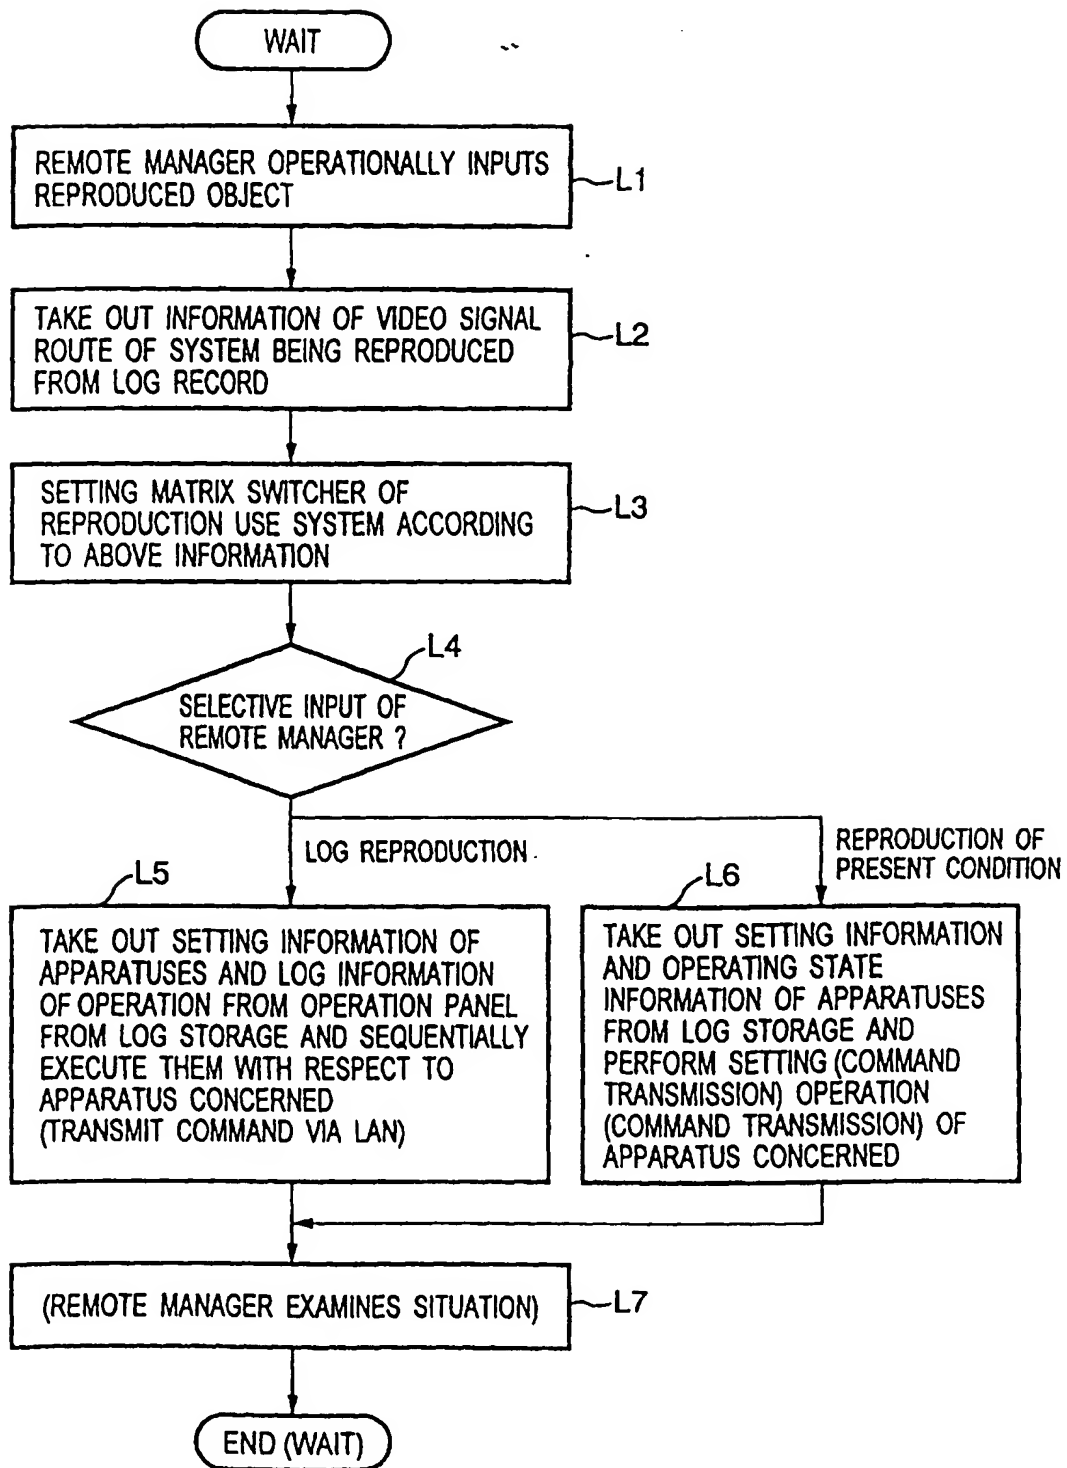 WAIT
REMOTE MANAGER OPERATIONALLY INPUTS
REPRODUCED OBJECT
L1
TAKE OUT INFORMATION OF VIDEO SIGNAL
ROUTE OF SYSTEM BEING REPRODUCED
FROM LOG RECORD
L2
SETTING MATRIX SWITCHER OF
REPRODUCTION USE SYSTEM ACCORDING
TO ABOVE INFORMATION
L3
L4
SELECTIVE INPUT OF
REMOTE MANAGER ?
LOG REPRODUCTION
REPRODUCTION OF
PRESENT CONDITION
L5
TAKE OUT SETTING INFORMATION OF
APPARATUSES AND LOG INFORMATION
OF OPERATION FROM OPERATION PANEL
FROM LOG STORAGE AND SEQUENTIALLY
EXECUTE THEM WITH RESPECT TO
APPARATUS CONCERNED
(TRANSMIT COMMAND VIA LAN)
L6
TAKE OUT SETTING INFORMATION
AND OPERATING STATE
INFORMATION OF APPARATUSES
FROM LOG STORAGE AND
PERFORM SETTING (COMMAND
TRANSMISSION) OPERATION
(COMMAND TRANSMISSION) OF
APPARATUS CONCERNED
(REMOTE MANAGER EXAMINES SITUATION)
L7
END (WAIT)